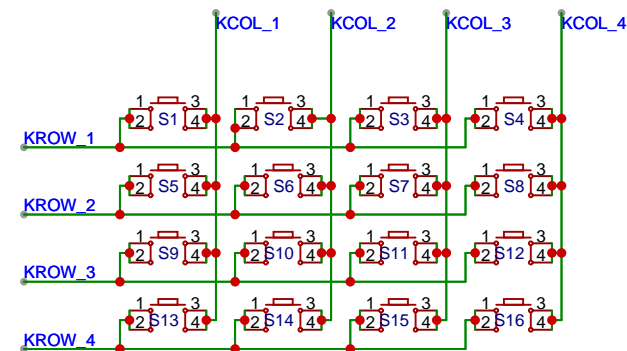 KCOL_1 KCOL_2 KCOL_3 KCOL_4
1 3 1 3 1 3 1 3
2 S1 4 2 S2 4 2 S3 4 2 S4 4
KROW_1
1 3 1 3 1 3 1 3
2 S5 4 2 S6 4 2 S7 4 2 S8 4
KROW_2
1 3 1 3 1 3 1 3
2 S9 4 2 S10 4 2 S11 4 2 S12 4
KROW_3
1 3 1 3 1 3 1 3
2 S13 4 2 S14 4 2 S15 4 2 S16 4
KROW_4